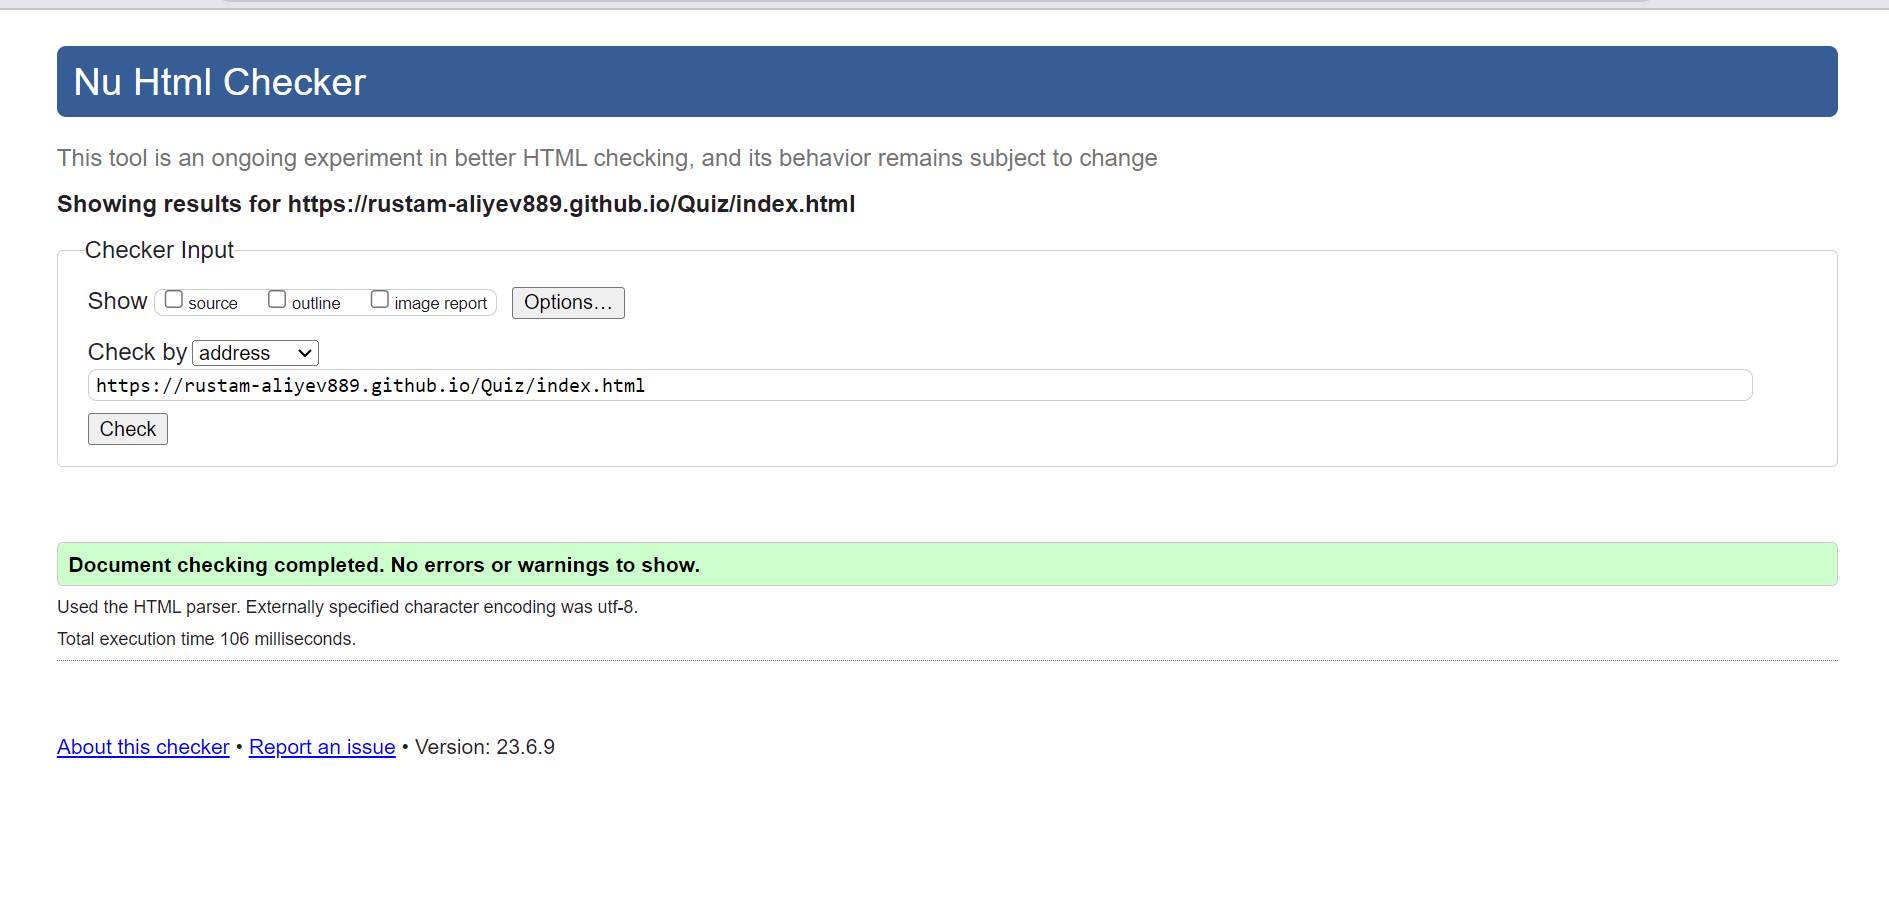 Nu Html Checker
This tool is an ongoing experiment in better HTML checking, and its behavior remains subject to change
Showing results for https://rustam-aliyev889.github.io/Quiz/index.html
Checker Input
Show source outline image report Options...
Check by address
https://rustam-aliyev889.github.io/Quiz/index.html
Check
Document checking completed. No errors or warnings to show.
Used the HTML parser. Externally specified character encoding was utf-8.
Total execution time 106 milliseconds.
About this checker • Report an issue • Version: 23.6.9